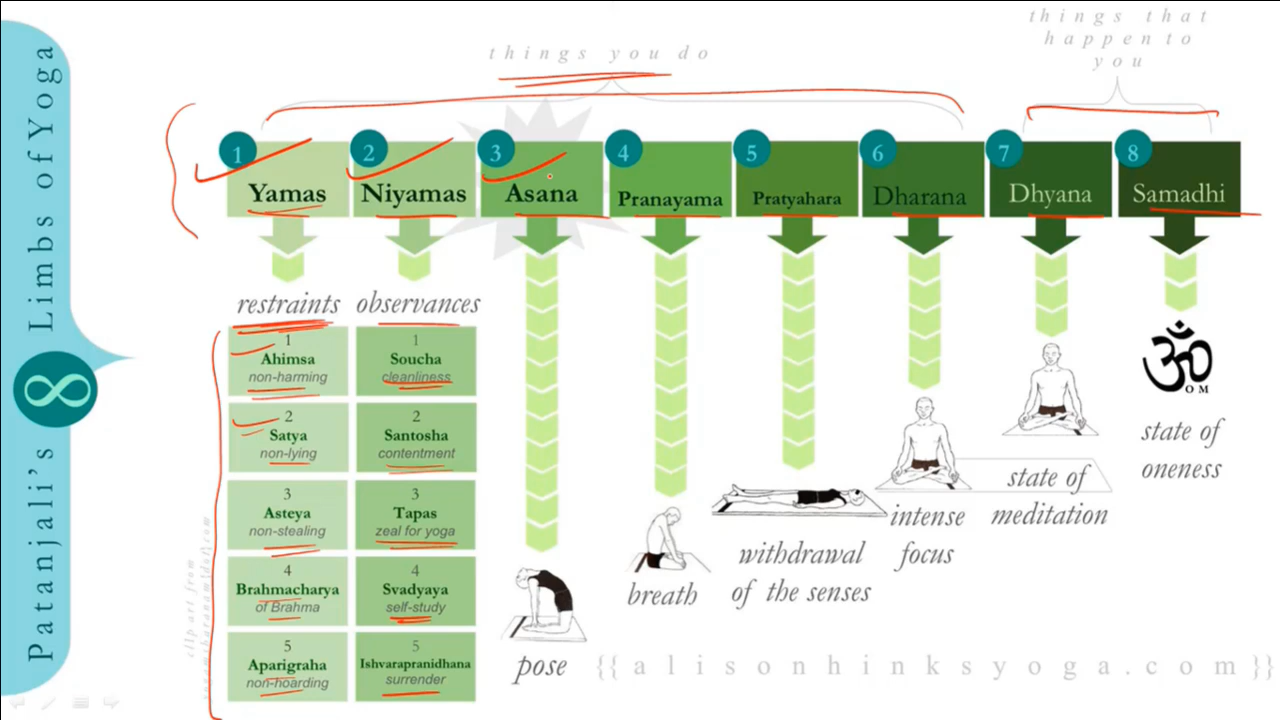 Patanjali's 8 Limbs of Yoga
things you do
things that
happen to
you
1
Yamas
2
Niyamas
3
Asana
4
Pranayama
5
Pratyahara
6
Dharana
7
Dhyana
8
Samadhi
restraints
1
Ahimsa
non-harming
2
Satya
non-lying
3
Asteya
non-stealing
4
Brahmacharya
of Brahma
5
Aparigraha
non-hoarding
observances
1
Soucha
cleanliness
2
Santosha
contentment
3
Tapas
zeal for yoga
4
Svadyaya
self-study
5
Ishvarapranidhana
surrender
pose
breath
withdrawal
of the senses
intense
focus
state of
meditation
ॐ
OM
state of
oneness
clip art from
{{alisonhinksyoga.com}}